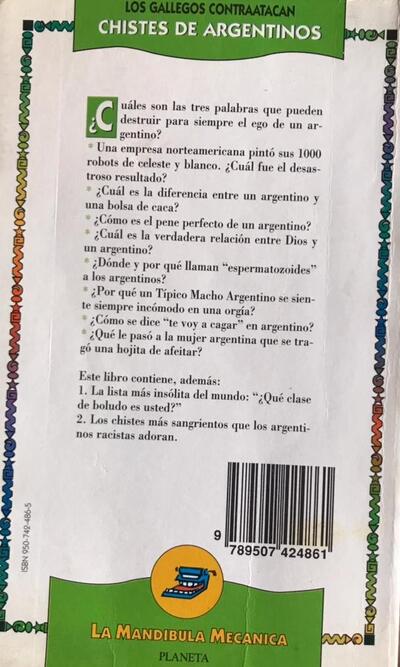 LOS GALLEGOS CONTRAATACAN
CHISTES DE ARGENTINOS
¿Cuáles son las tres palabras que pueden
destruir para siempre el ego de un ar-
gentino?
* Una empresa norteamericana pintó sus 1000
robots de celeste y blanco. ¿Cuál fue el desas-
troso resultado?
* ¿Cuál es la diferencia entre un argentino y
una bolsa de caca?
* ¿Cómo es el pene perfecto de un argentino?
* ¿Cuál es la verdadera relación entre Dios y
un argentino?
* ¿Dónde y por qué llaman “espermatozoides”
a los argentinos?
* ¿Por qué un Típico Macho Argentino se sien-
te siempre incómodo en una orgía?
* ¿Cómo se dice “te voy a cagar” en argentino?
* ¿Qué le pasó a la mujer argentina que se tra-
gó una hojita de afeitar?
Este libro contiene, además:
1. La lista más insólita del mundo: “¿Qué clase
de boludo es usted?”
2. Los chistes más sangrientos que los argenti-
nos racistas adoran.
ISBN 950-742-486-5
9 789507 424861
LA MANDIBULA MECANICA
PLANETA